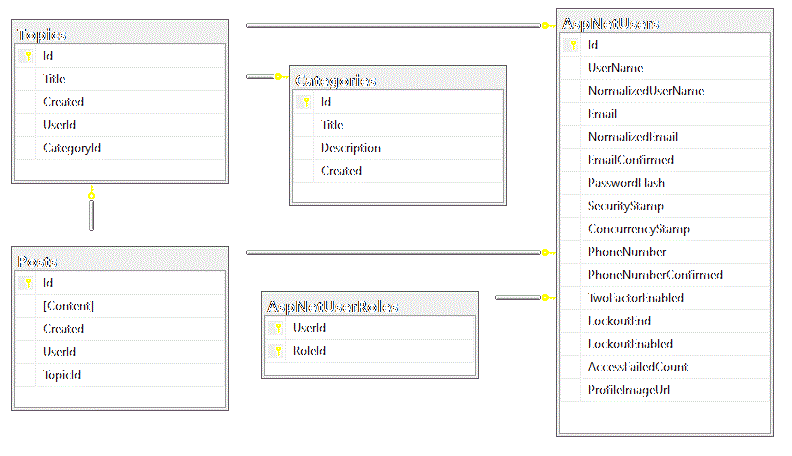 Topics
Id
Title
Created
UserId
CategoryId
Categories
Id
Title
Description
Created
AspNetUsers
Id
UserName
NormalizedUserName
Email
NormalizedEmail
EmailConfirmed
PasswordHash
SecurityStamp
ConcurrencyStamp
PhoneNumber
PhoneNumberConfirmed
TwoFactorEnabled
LockoutEnd
LockoutEnabled
AccessFailedCount
ProfileImageUrl
Posts
Id
[Content]
Created
UserId
TopicId
AspNetUserRoles
UserId
RoleId